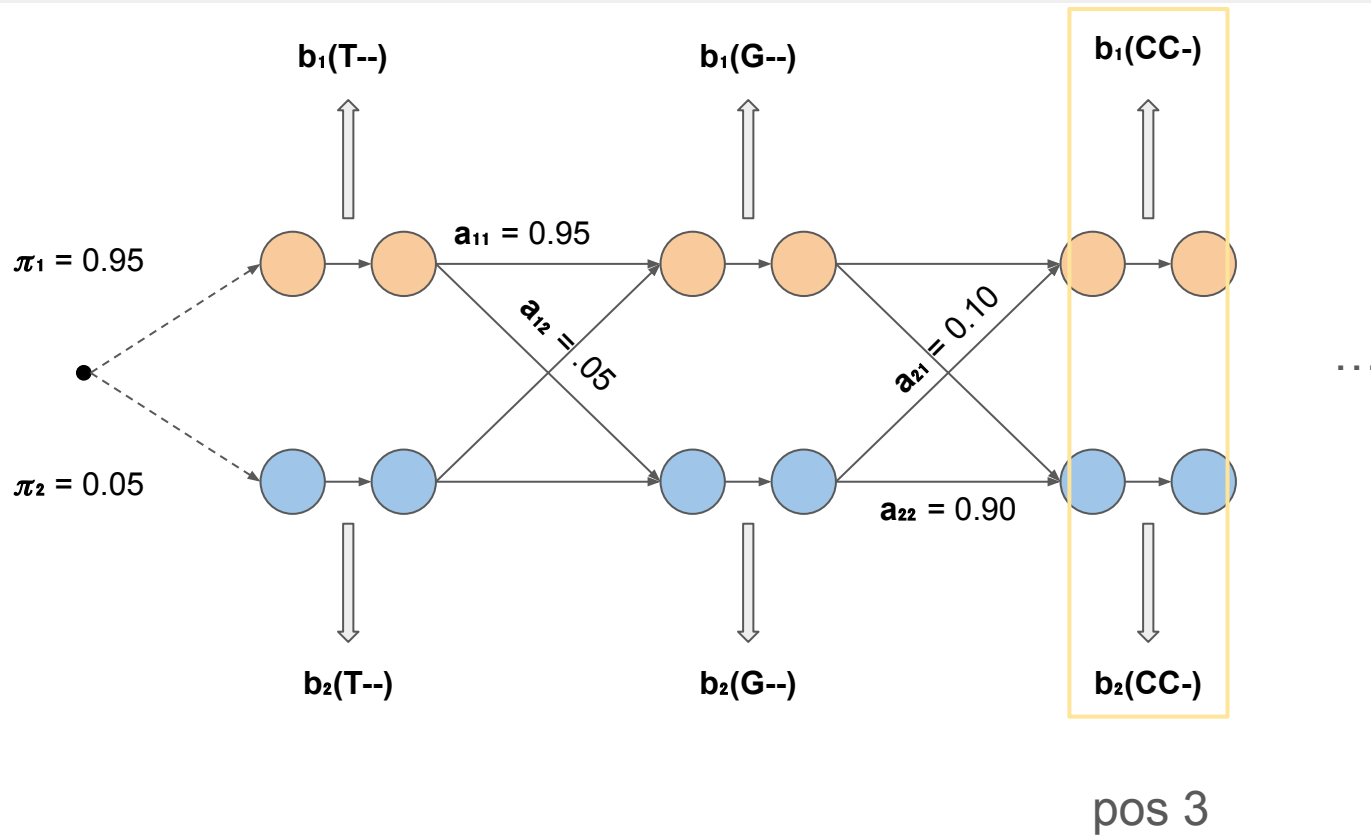 b₁(T--)
b₁(G--)
b₁(CC-)
a₁₁ = 0.95
π₁ = 0.95
a₁₂ = .05
a₂₁ = 0.10
...
π₂ = 0.05
a₂₂ = 0.90
b₂(T--)
b₂(G--)
b₂(CC-)
pos 3